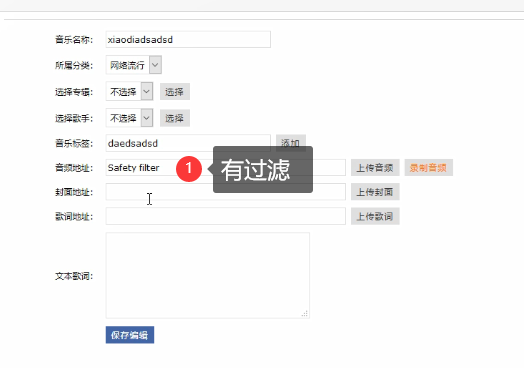 音乐名称： xiaodiadsadsd
所属分类： 网络流行
选择专辑： 不选择 选择
选择歌手： 不选择 选择
音乐标签： daedsadsd 添加
音频地址： Safety filter 1 有过滤 上传音频 录制音频
封面地址： 上传封面
歌词地址： 上传歌词
文本歌词：
保存编辑